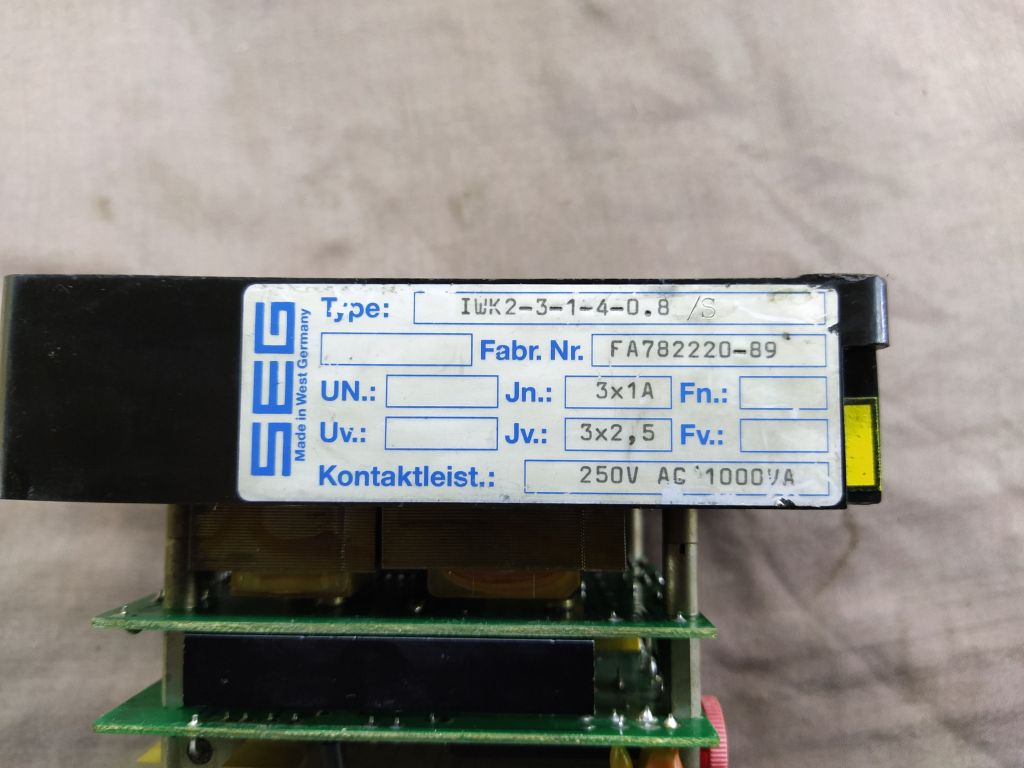 SEG
Made in West Germany
Type: IWK2-3-1-4-0.8 /S
Fabr. Nr. FA782220-89
UN.: Jn.: 3x1A Fn.:
Uv.: Jv.: 3x2,5 Fv.:
Kontaktleist.: 250V AC 1000VA